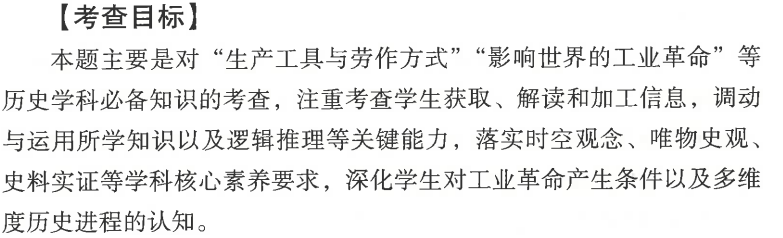 【考查目标】
本题主要是对“生产工具与劳作方式”“影响世界的工业革命”等
历史学科必备知识的考查，注重考查学生获取、解读和加工信息，调动
与运用所学知识以及逻辑推理等关键能力，落实时空观念、唯物史观、
史料实证等学科核心素养要求，深化学生对工业革命产生条件以及多维
度历史进程的认知。